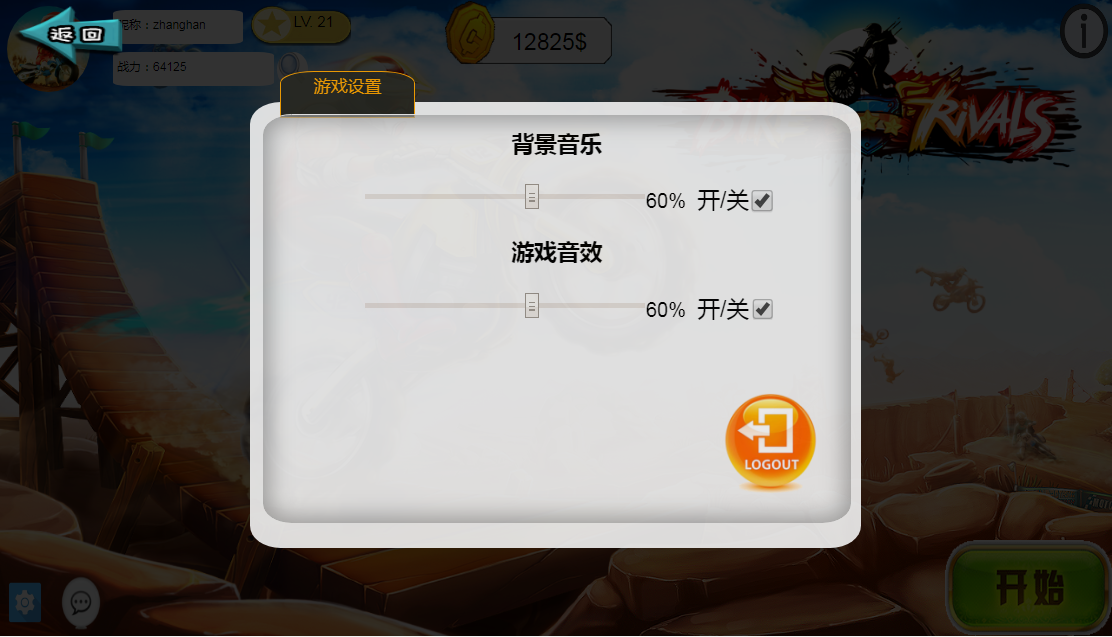 返回
昵称：zhanghan
LV. 21
12825$
战力：64125
游戏设置
RIVALS
背景音乐
60% 开/关
游戏音效
60% 开/关
LOGOUT
开始